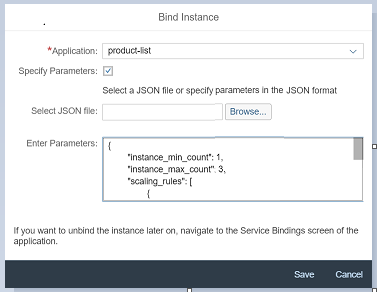 Bind Instance
*Application: product-list
Specify Parameters:
Select a JSON file or specify parameters in the JSON format
Select JSON file: Browse...
Enter Parameters: {
"instance_min_count": 1,
"instance_max_count": 3,
"scaling_rules": [
{
If you want to unbind the instance later on, navigate to the Service Bindings screen of the
application.
Save Cancel